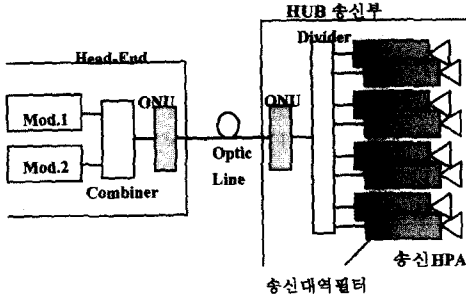 HUB 송신부
Divider
Head-End
ONU
ONU
Mod.1
Mod.2
Combiner
Optic
Line
송신HPA
송신대역필터